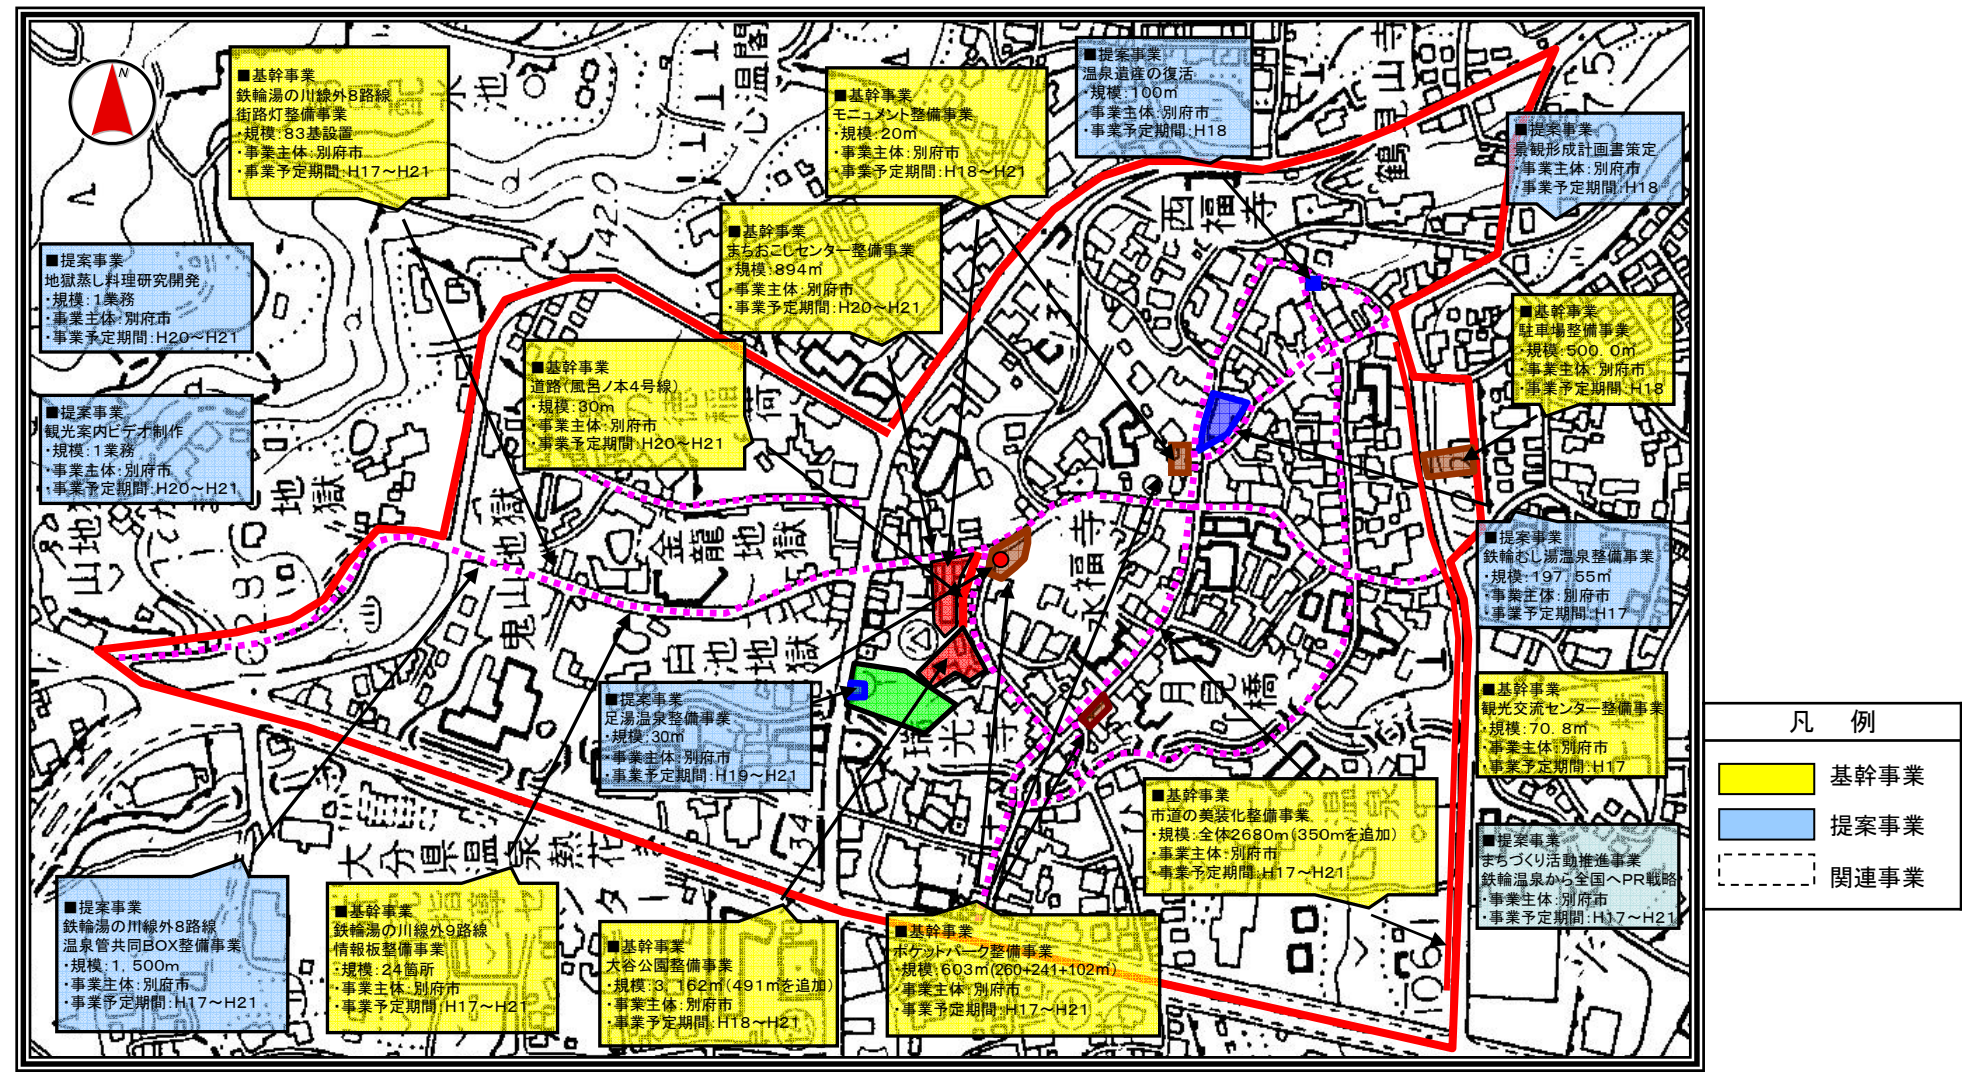 N
■基幹事業
鉄輪湯の川線外8路線
街路灯整備事業
・規模：83基設置
・事業主体：別府市
・事業予定期間：H17～H21
■基幹事業
モニュメント整備事業
・規模：20㎡
・事業主体：別府市
・事業予定期間：H18～H21
■提案事業
温泉遺産の復活
・規模：100m
・事業主体：別府市
・事業予定期間：H18
■提案事業
景観形成計画書策定
・事業主体：別府市
・事業予定期間：H18
■基幹事業
まちおこしセンター整備事業
・規模：894㎡
・事業主体：別府市
・事業予定期間：H20～H21
■提案事業
地獄蒸し料理研究開発
・規模：1業務
・事業主体：別府市
・事業予定期間：H20～H21
■基幹事業
駐車場整備事業
・規模：500．0㎡
・事業主体：別府市
・事業予定期間：H18
■基幹事業
道路（風呂ノ本4号線）
・規模：30m
・事業主体：別府市
・事業予定期間：H20～H21
■提案事業
観光案内ビデオ制作
・規模：1業務
・事業主体：別府市
・事業予定期間：H20～H21
■提案事業
鉄輪むし湯温泉整備事業
・規模：197．55㎡
・事業主体：別府市
・事業予定期間：H17
■提案事業
足湯温泉整備事業
・規模：30㎡
・事業主体：別府市
・事業予定期間：H19～H21
■基幹事業
観光交流センター整備事業
・規模：70．8㎡
・事業主体：別府市
・事業予定期間：H17
■基幹事業
市道の美装化整備事業
・規模：全体2680m（350mを追加）
・事業主体：別府市
・事業予定期間：H17～H21
■提案事業
まちづくり活動推進事業
鉄輪温泉から全国へPR戦略
・事業主体：別府市
・事業予定期間：H17～H21
■提案事業
鉄輪湯の川線外8路線
温泉管共同BOX整備事業
・規模：1，500m
・事業主体：別府市
・事業予定期間：H17～H21
■基幹事業
鉄輪湯の川線外9路線
情報板整備事業
・規模：24箇所
・事業主体：別府市
・事業予定期間：H17～H21
■基幹事業
大谷公園整備事業
・規模：3，162㎡（491㎡を追加）
・事業主体：別府市
・事業予定期間：H18～H21
■基幹事業
ポケットパーク整備事業
・規模：603㎡（260+241+102㎡）
・事業主体：別府市
・事業予定期間：H17～H21
西福寺
鶴見山寺
永福寺
金龍地獄
鬼山地獄
白池地獄
山地獄
地獄
142.0
凡　例
基幹事業
提案事業
関連事業